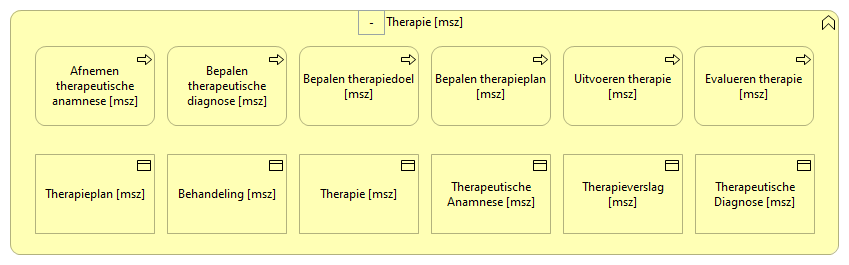 - Therapie [msz]
Afnemen
therapeutische
anamnese [msz]
Bepalen
therapeutische
diagnose [msz]
Bepalen therapiedoel
[msz]
Bepalen therapieplan
[msz]
Uitvoeren therapie
[msz]
Evalueren therapie
[msz]
Therapieplan [msz]
Behandeling [msz]
Therapie [msz]
Therapeutische
Anamnese [msz]
Therapieverslag
[msz]
Therapeutische
Diagnose [msz]